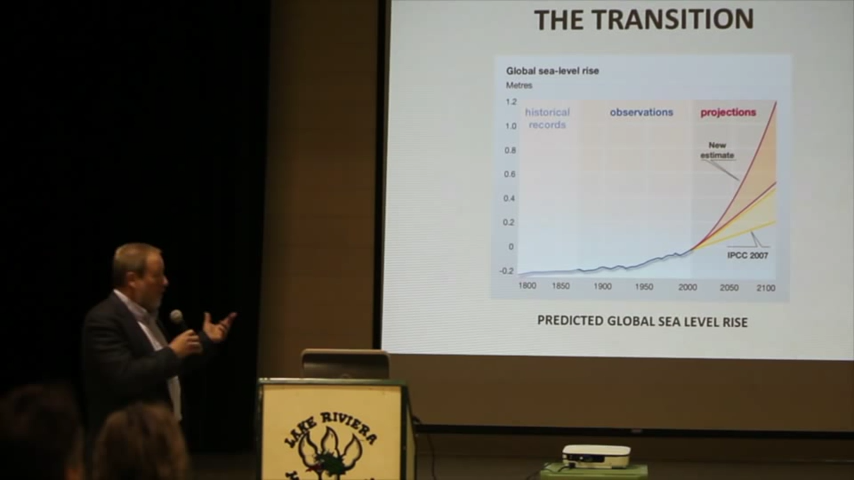 THE TRANSITION
Global sea-level rise
Metres
1.2
historical
records
observations
projections
1.0
0.8
New
estimate
0.6
0.4
0.2
0
IPCC 2007
-0.2
1800 1850 1900 1950 2000 2050 2100
PREDICTED GLOBAL SEA LEVEL RISE
LAKE RIVIERA